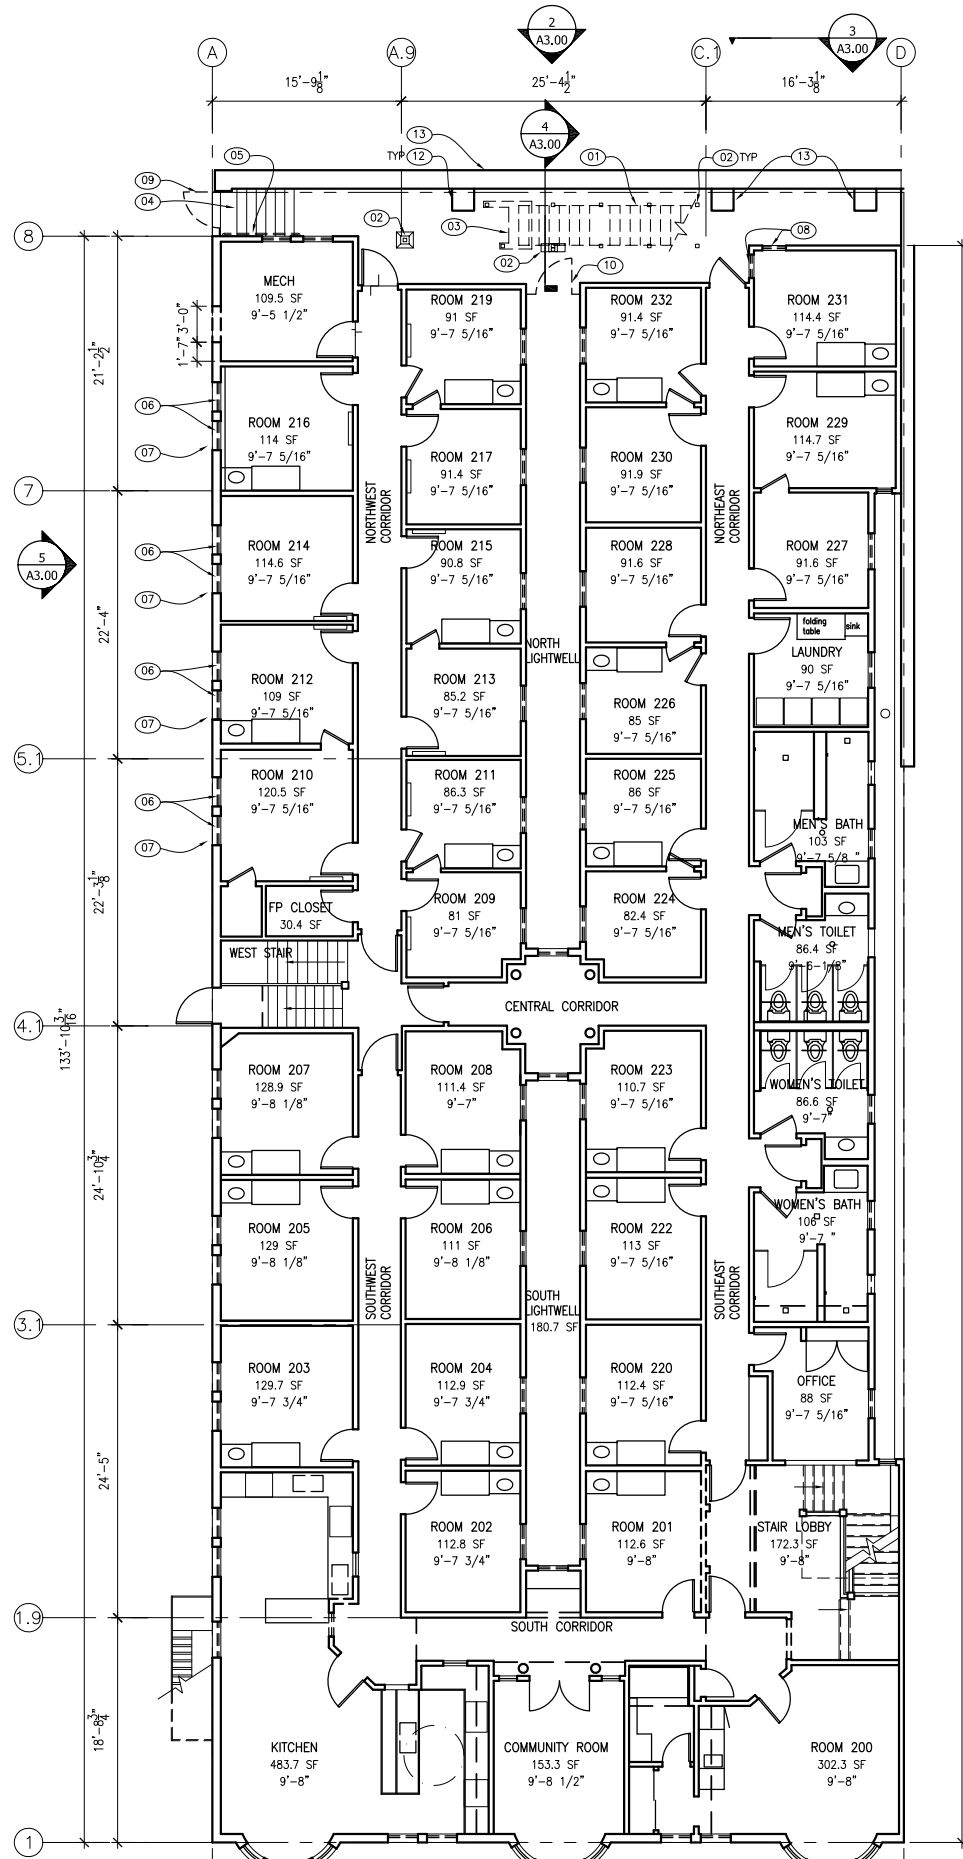 2
A3.00
3
A3.00
A
A.9
C.1
D
15'-9 1/8"
25'-4 1/2"
16'-3 1/8"
4
A3.00
13
TYP 12
05
01
02 TYP
13
09
04
02
03
02
10
08
8
MECH
109.5 SF
9'-5 1/2"
ROOM 219
91 SF
9'-7 5/16"
ROOM 232
91.4 SF
9'-7 5/16"
ROOM 231
114.4 SF
9'-7 5/16"
1'-7" 3'-0"
21'-2 1/2"
06
07
ROOM 216
114 SF
9'-7 5/16"
ROOM 217
91.4 SF
9'-7 5/16"
ROOM 230
91.9 SF
9'-7 5/16"
ROOM 229
114.7 SF
9'-7 5/16"
7
NORTHWEST
CORRIDOR
NORTHEAST
CORRIDOR
5
A3.00
06
07
ROOM 214
114.6 SF
9'-7 5/16"
ROOM 215
90.8 SF
9'-7 5/16"
ROOM 228
91.6 SF
9'-7 5/16"
ROOM 227
91.6 SF
9'-7 5/16"
22'-4"
folding
table
sink
LAUNDRY
90 SF
9'-7 5/16"
NORTH
LIGHTWELL
06
07
ROOM 212
109 SF
9'-7 5/16"
ROOM 213
85.2 SF
9'-7 5/16"
ROOM 226
85 SF
9'-7 5/16"
5.1
06
07
ROOM 210
120.5 SF
9'-7 5/16"
ROOM 211
86.3 SF
9'-7 5/16"
ROOM 225
86 SF
9'-7 5/16"
MEN'S BATH
103 SF
9'-7 5/8 "
22'-3 1/8"
FP CLOSET
30.4 SF
ROOM 209
81 SF
9'-7 5/16"
ROOM 224
82.4 SF
9'-7 5/16"
MEN'S TOILET
86.4 SF
9'-6-1/8"
WEST STAIR
CENTRAL CORRIDOR
4.1
133'-10 3/16"
ROOM 207
128.9 SF
9'-8 1/8"
ROOM 208
111.4 SF
9'-7"
ROOM 223
110.7 SF
9'-7 5/16"
WOMEN'S TOILET
86.6 SF
9'-7"
24'-10 3/4"
ROOM 205
129 SF
9'-8 1/8"
ROOM 206
111 SF
9'-8 1/8"
ROOM 222
113 SF
9'-7 5/16"
WOMEN'S BATH
106 SF
9'-7 "
SOUTHWEST
CORRIDOR
SOUTHEAST
CORRIDOR
SOUTH
LIGHTWELL
180.7 SF
3.1
ROOM 203
129.7 SF
9'-7 3/4"
ROOM 204
112.9 SF
9'-7 3/4"
ROOM 220
112.4 SF
9'-7 5/16"
OFFICE
88 SF
9'-7 5/16"
24'-5"
ROOM 202
112.8 SF
9'-7 3/4"
ROOM 201
112.6 SF
9'-8"
STAIR LOBBY
172.3 SF
9'-8"
1.9
SOUTH CORRIDOR
18'-8 3/4"
KITCHEN
483.7 SF
9'-8"
COMMUNITY ROOM
153.3 SF
9'-8 1/2"
ROOM 200
302.3 SF
9'-8"
1